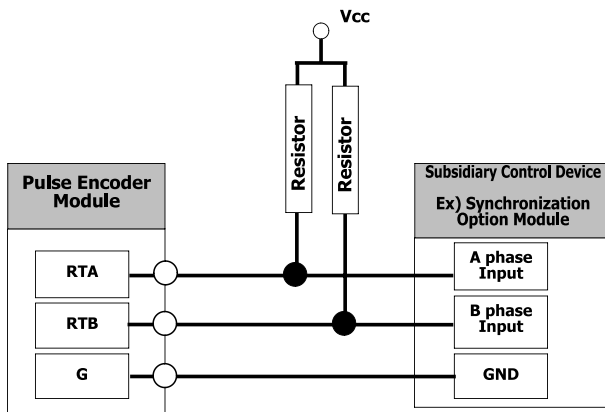 Vcc
Resistor
Resistor
Pulse Encoder
Module
RTA
RTB
G
Subsidiary Control Device
Ex) Synchronization
Option Module
A phase
Input
B phase
Input
GND